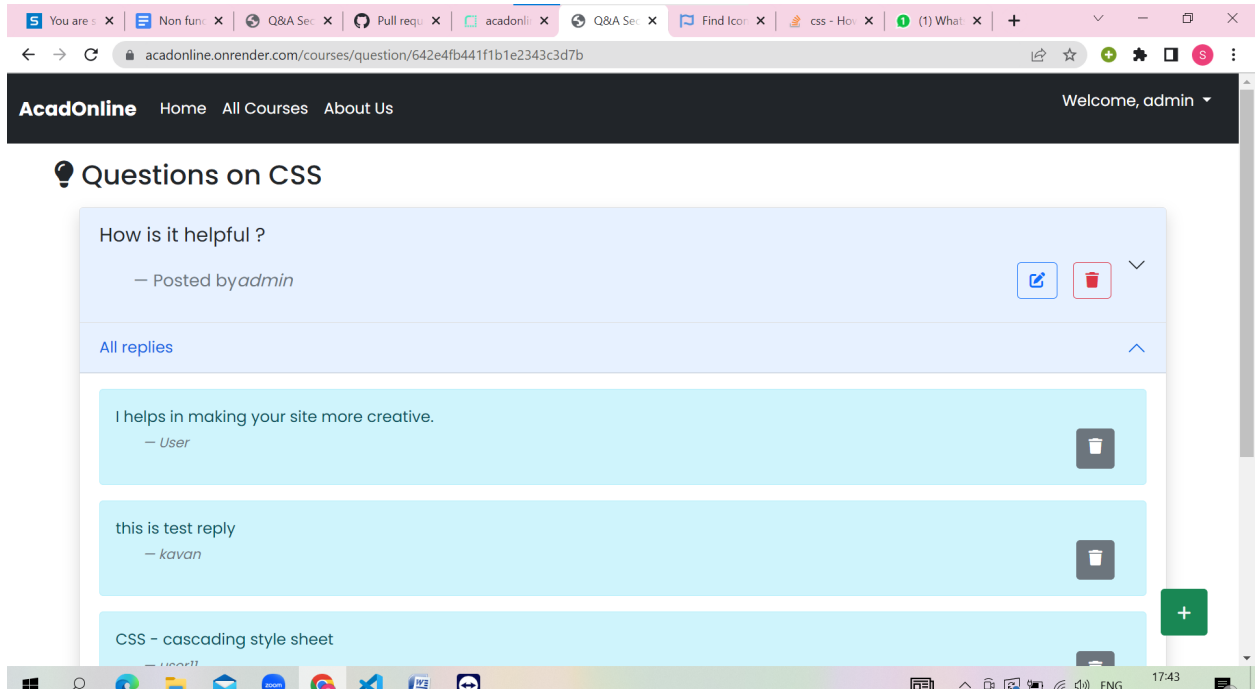 You are s
Non func
Q&A Sec
Pull requ
acadonli
Q&A Sec
Find Icon
css - Hov
(1) What
acadonline.onrender.com/courses/question/642e4fb441f1b1e2343c3d7b
S
AcadOnline Home All Courses About Us Welcome, admin
Questions on CSS
How is it helpful ?
— Posted byadmin
All replies
I helps in making your site more creative.
— User
this is test reply
— kavan
CSS - cascading style sheet
— user11
zoom
ENG
17:43